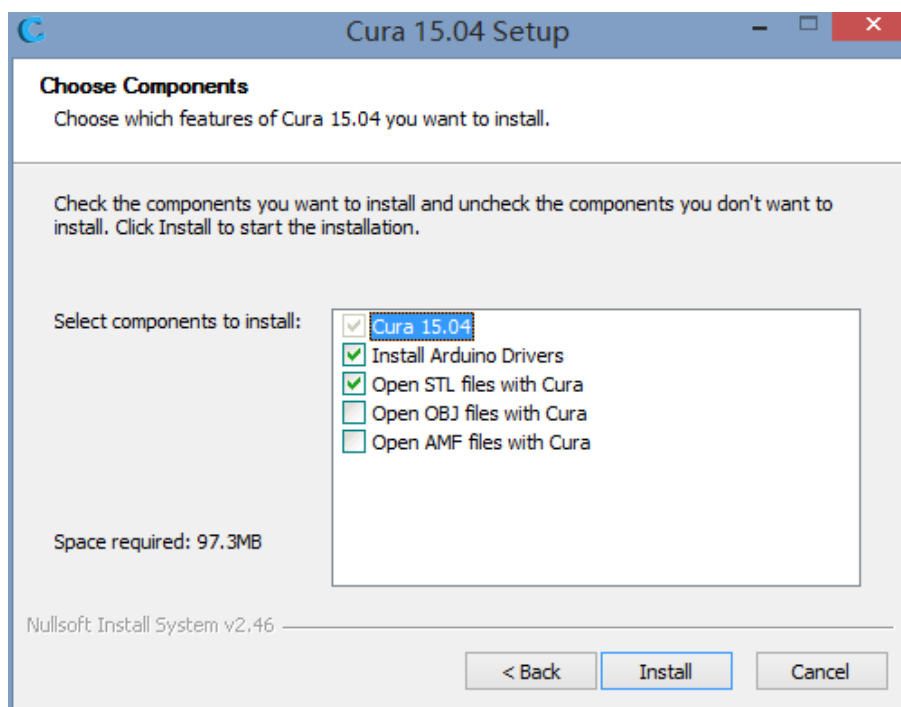 Cura 15.04 Setup
Choose Components
Choose which features of Cura 15.04 you want to install.
Check the components you want to install and uncheck the components you don't want to
install. Click Install to start the installation.
Select components to install:
Cura 15.04
Install Arduino Drivers
Open STL files with Cura
Open OBJ files with Cura
Open AMF files with Cura
Space required: 97.3MB
Nullsoft Install System v2.46
< Back
Install
Cancel